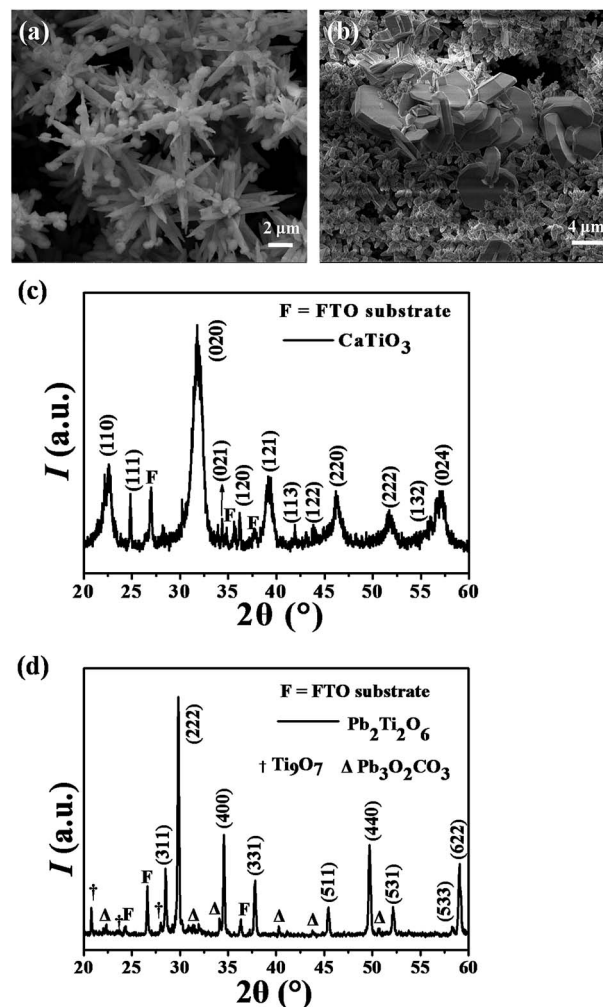 (a)
2 μm
(b)
4 μm
(c)
F = FTO substrate
CaTiO3
(110)
(111)
F
(020)
(021)
F
(120)
F
(121)
(113)
(122)
(220)
(222)
(132)
(024)
I (a.u.)
20 25 30 35 40 45 50 55 60
2θ (°)
(d)
F = FTO substrate
Pb2Ti2O6
† Ti9O7 Δ Pb3O2CO3
†
Δ
†
F
F
†
(311)
(222)
Δ
Δ
(400)
F
(331)
Δ
Δ
(511)
(440)
Δ
(531)
(533)
(622)
I (a.u.)
20 25 30 35 40 45 50 55 60
2θ (°)